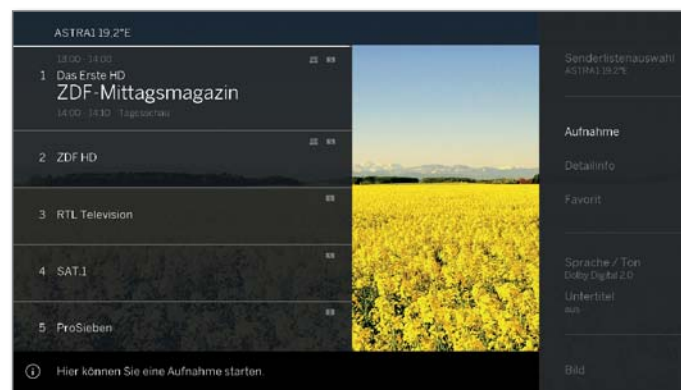 ASTRA1 19,2°E
13:00 - 14:00
1 Das Erste HD
ZDF-Mittagsmagazin
14:00 - 14:10 Tagesschau
2 ZDF HD
3 RTL Television
4 SAT.1
5 ProSieben
Hier können Sie eine Aufnahme starten.
Senderlistenauswahl
ASTRA1 19,2°E
Aufnahme
Detailinfo
Favorit
Sprache / Ton
Dolby Digital 2.0
Untertitel
aus
Bild